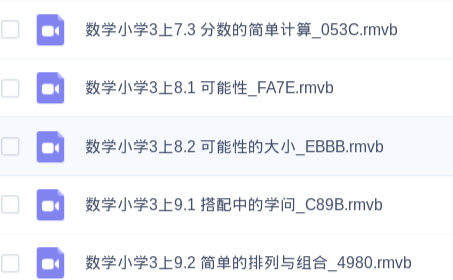 数学小学3上7.3 分数的简单计算_053C.rmvb
数学小学3上8.1 可能性_FA7E.rmvb
数学小学3上8.2 可能性的大小_EBBB.rmvb
数学小学3上9.1 搭配中的学问_C89B.rmvb
数学小学3上9.2 简单的排列与组合_4980.rmvb